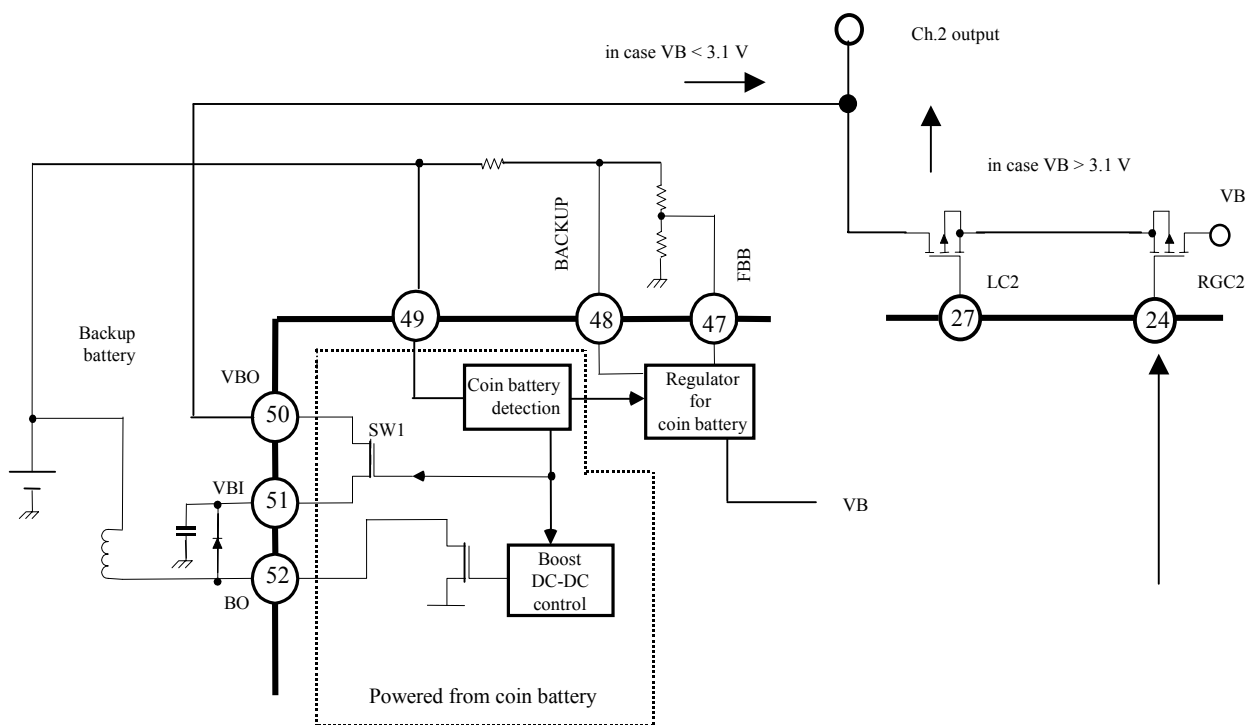 Ch.2 output
in case VB < 3.1 V
in case VB > 3.1 V
VB
BACKUP
FBB
LC2
RGC2
49
48
47
27
24
Backup
battery
VBO
50
Coin battery
detection
Regulator
for
coin battery
SW1
VBI
51
VB
52
BO
Boost
DC-DC
control
Powered from coin battery